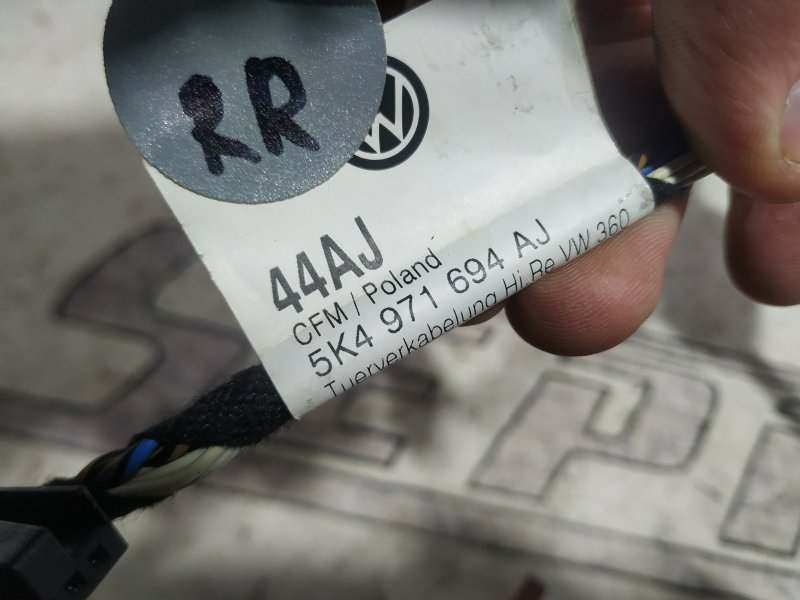 RR
44AJ
CFM / Poland
5K4 971 694 AJ
Tuerverkabelung Hi Re VW 360